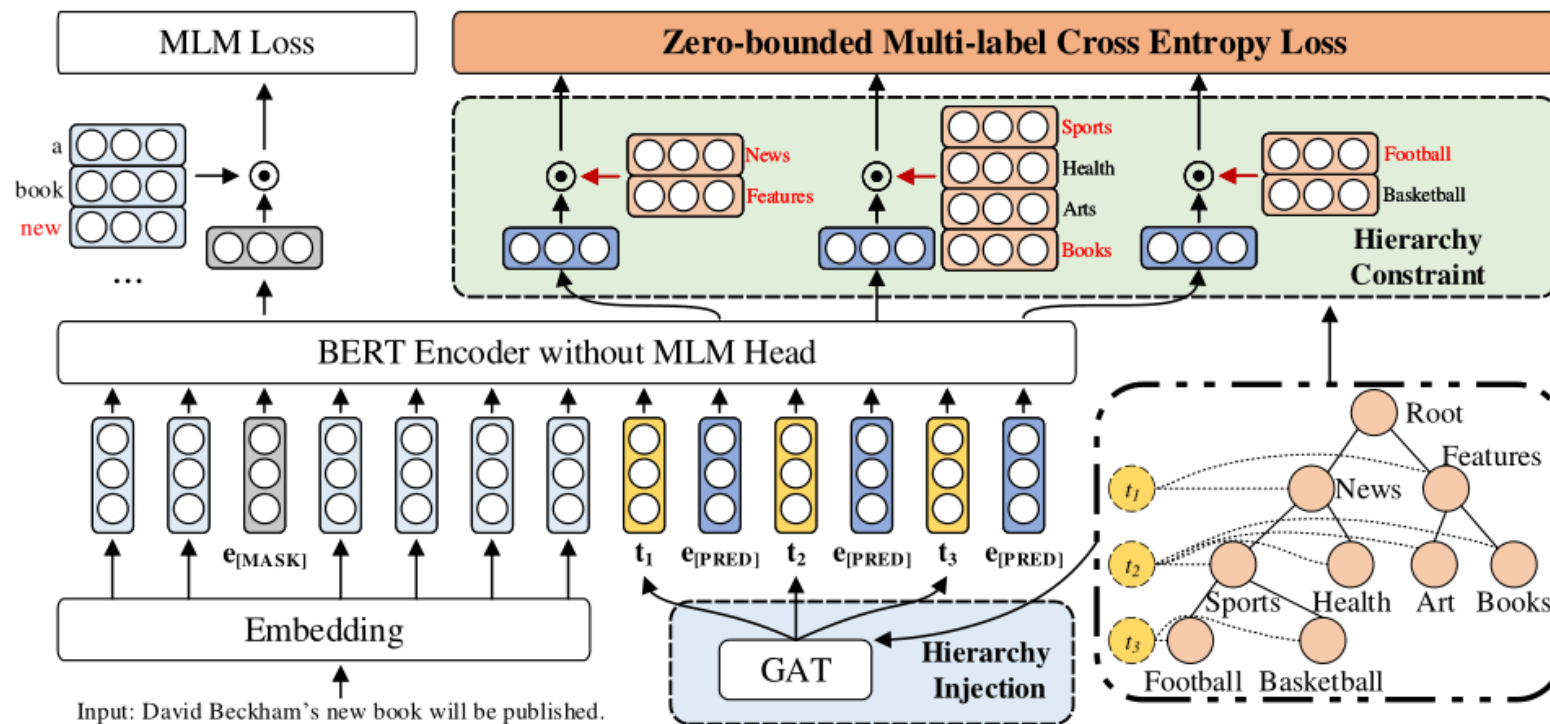 MLM Loss
Zero-bounded Multi-label Cross Entropy Loss
a
book
new
...
News
Features
Sports
Health
Arts
Books
Football
Basketball
Hierarchy
Constraint
BERT Encoder without MLM Head
e[MASK]
t1
e[PRED]
t2
e[PRED]
t3
e[PRED]
Embedding
GAT
Hierarchy
Injection
Input: David Beckham's new book will be published.
Root
Features
News
t1
t2
Sports
Health
Art
Books
t3
Football
Basketball